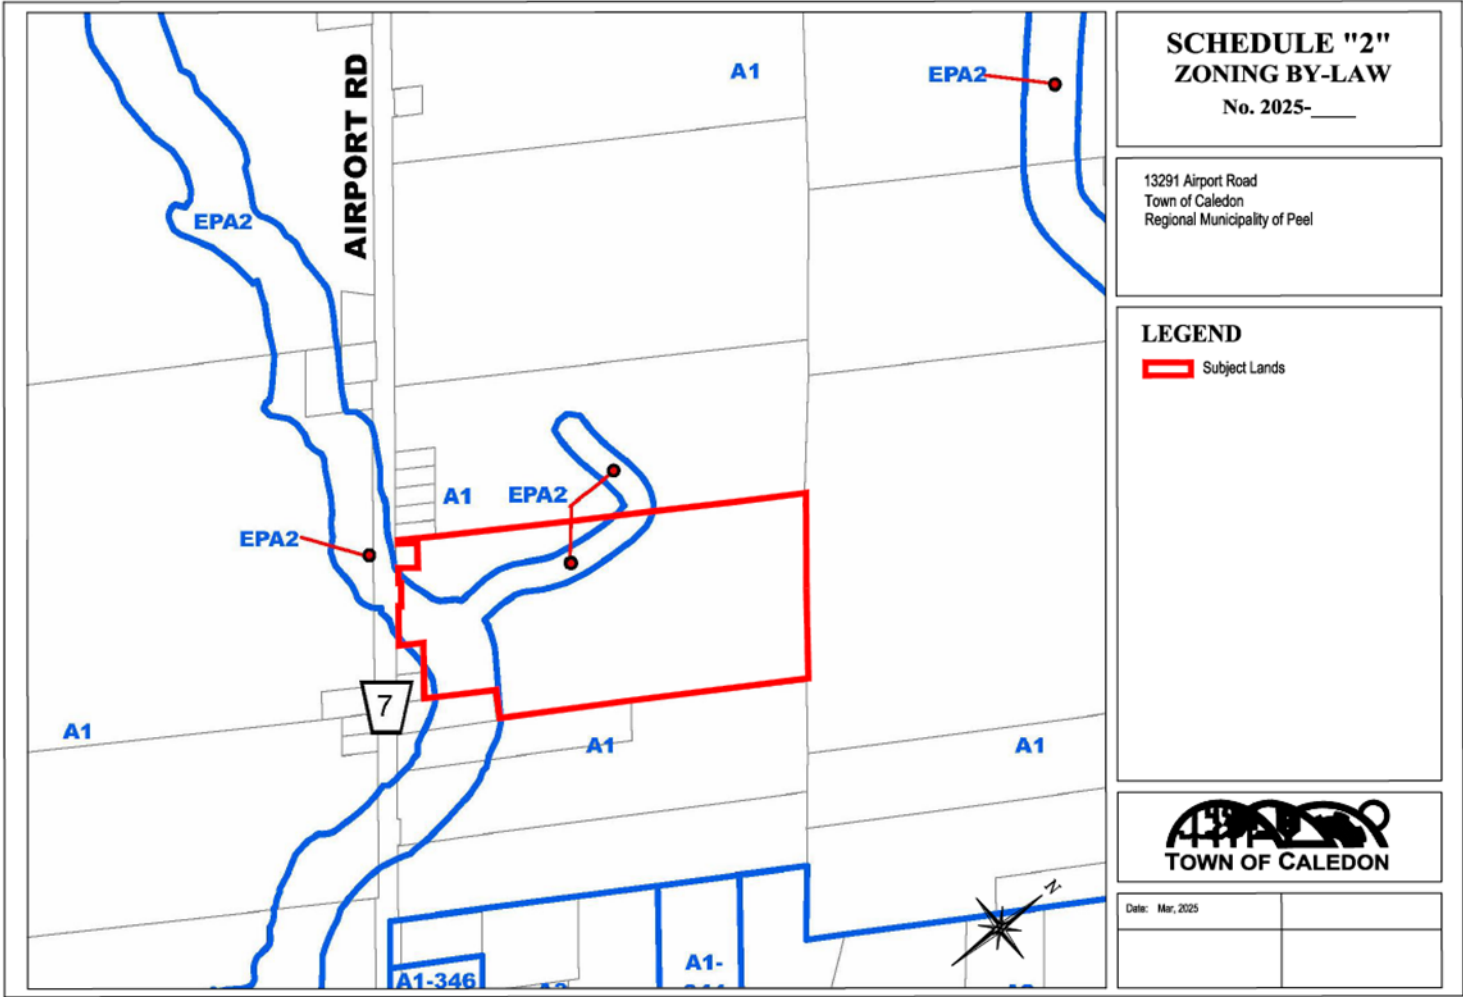 SCHEDULE "2"
ZONING BY-LAW
No. 2025-____
13291 Airport Road
Town of Caledon
Regional Municipality of Peel
LEGEND
Subject Lands
TOWN OF CALEDON
Date: Mar, 2025
AIRPORT RD
A1
EPA2
EPA2
A1
EPA2
EPA2
7
A1
A1
A1
N
A1-346
A1-